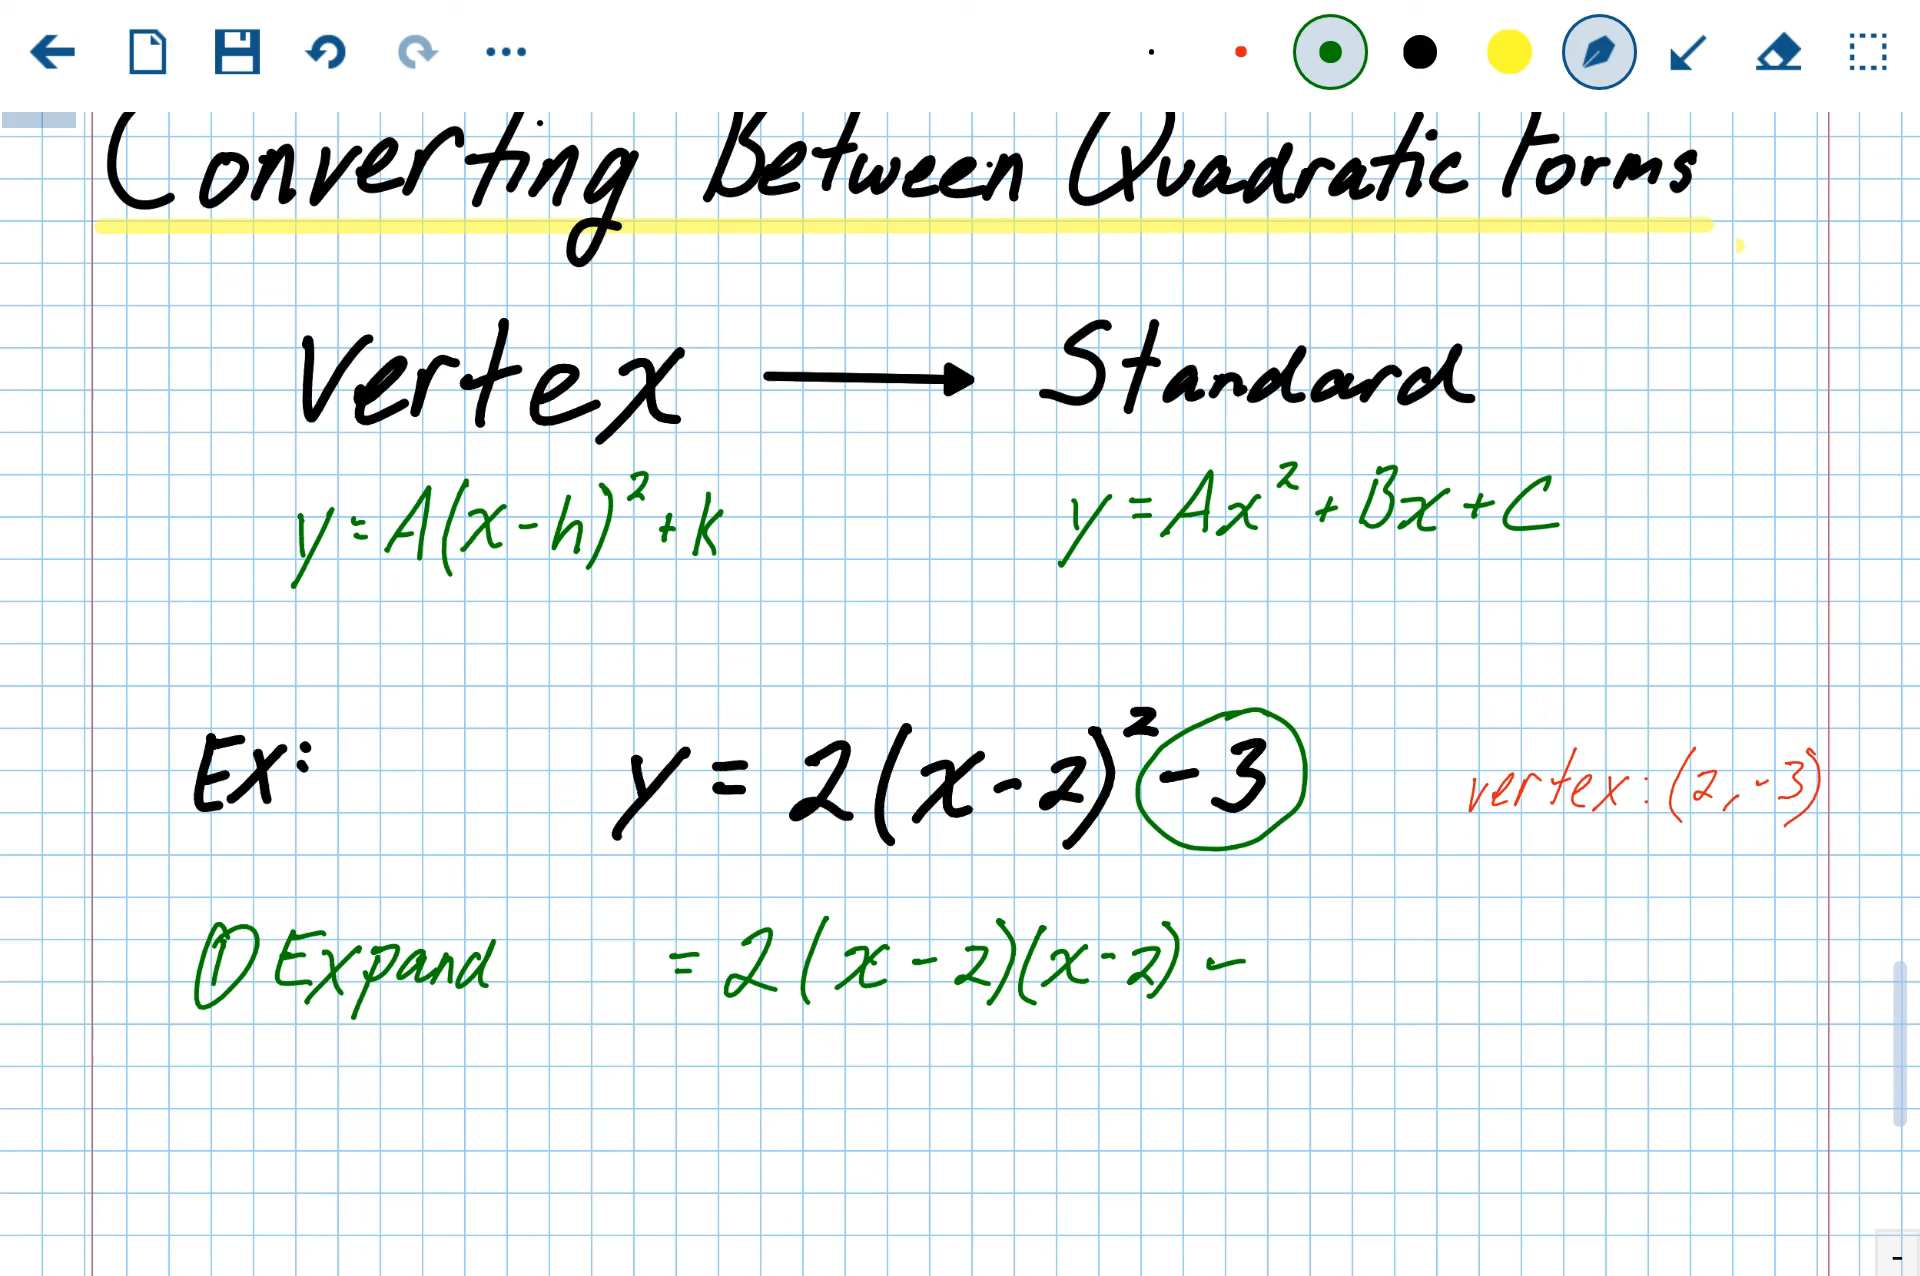 Converting Between Quadratic Forms
Vertex → Standard
y = A(x-h)² + k
y = Ax² + Bx + C
Ex: y = 2(x-2)² - 3
vertex: (2, -3)
① Expand = 2(x-2)(x-2) -